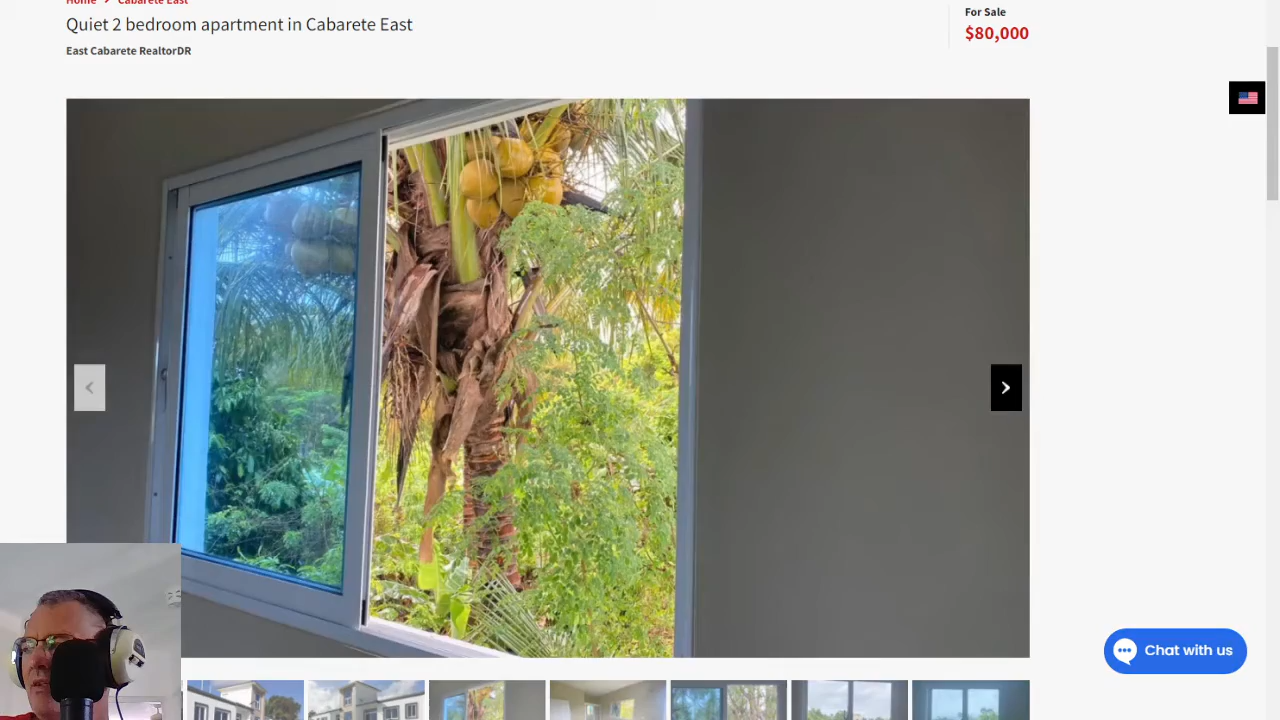 Home > Cabarete East
Quiet 2 bedroom apartment in Cabarete East
East Cabarete RealtorDR
For Sale
$80,000
Chat with us